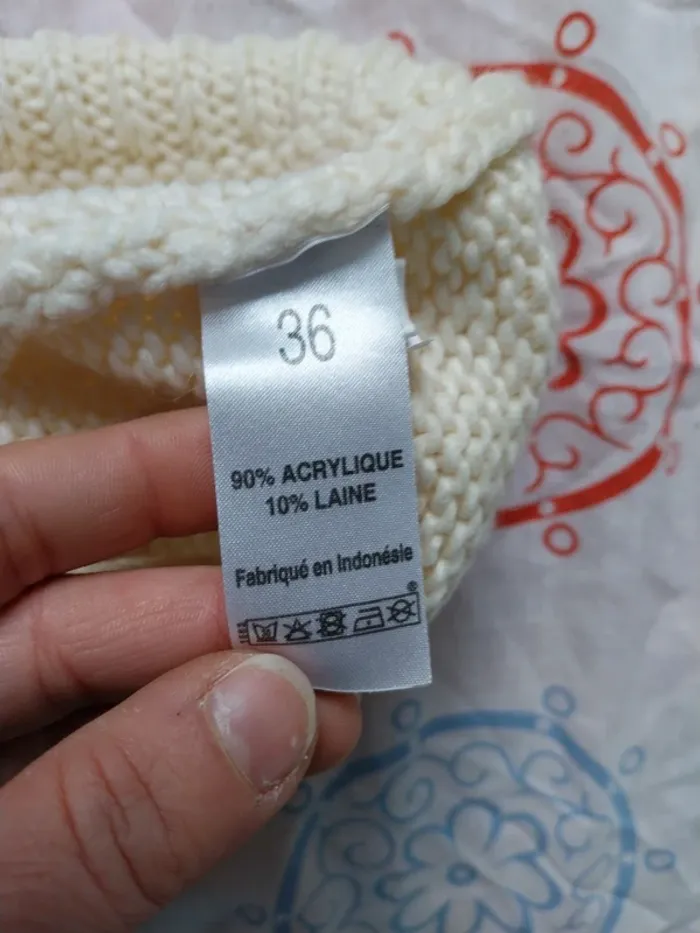 36
90% ACRYLIQUE
10% LAINE
Fabriqué en Indonésie